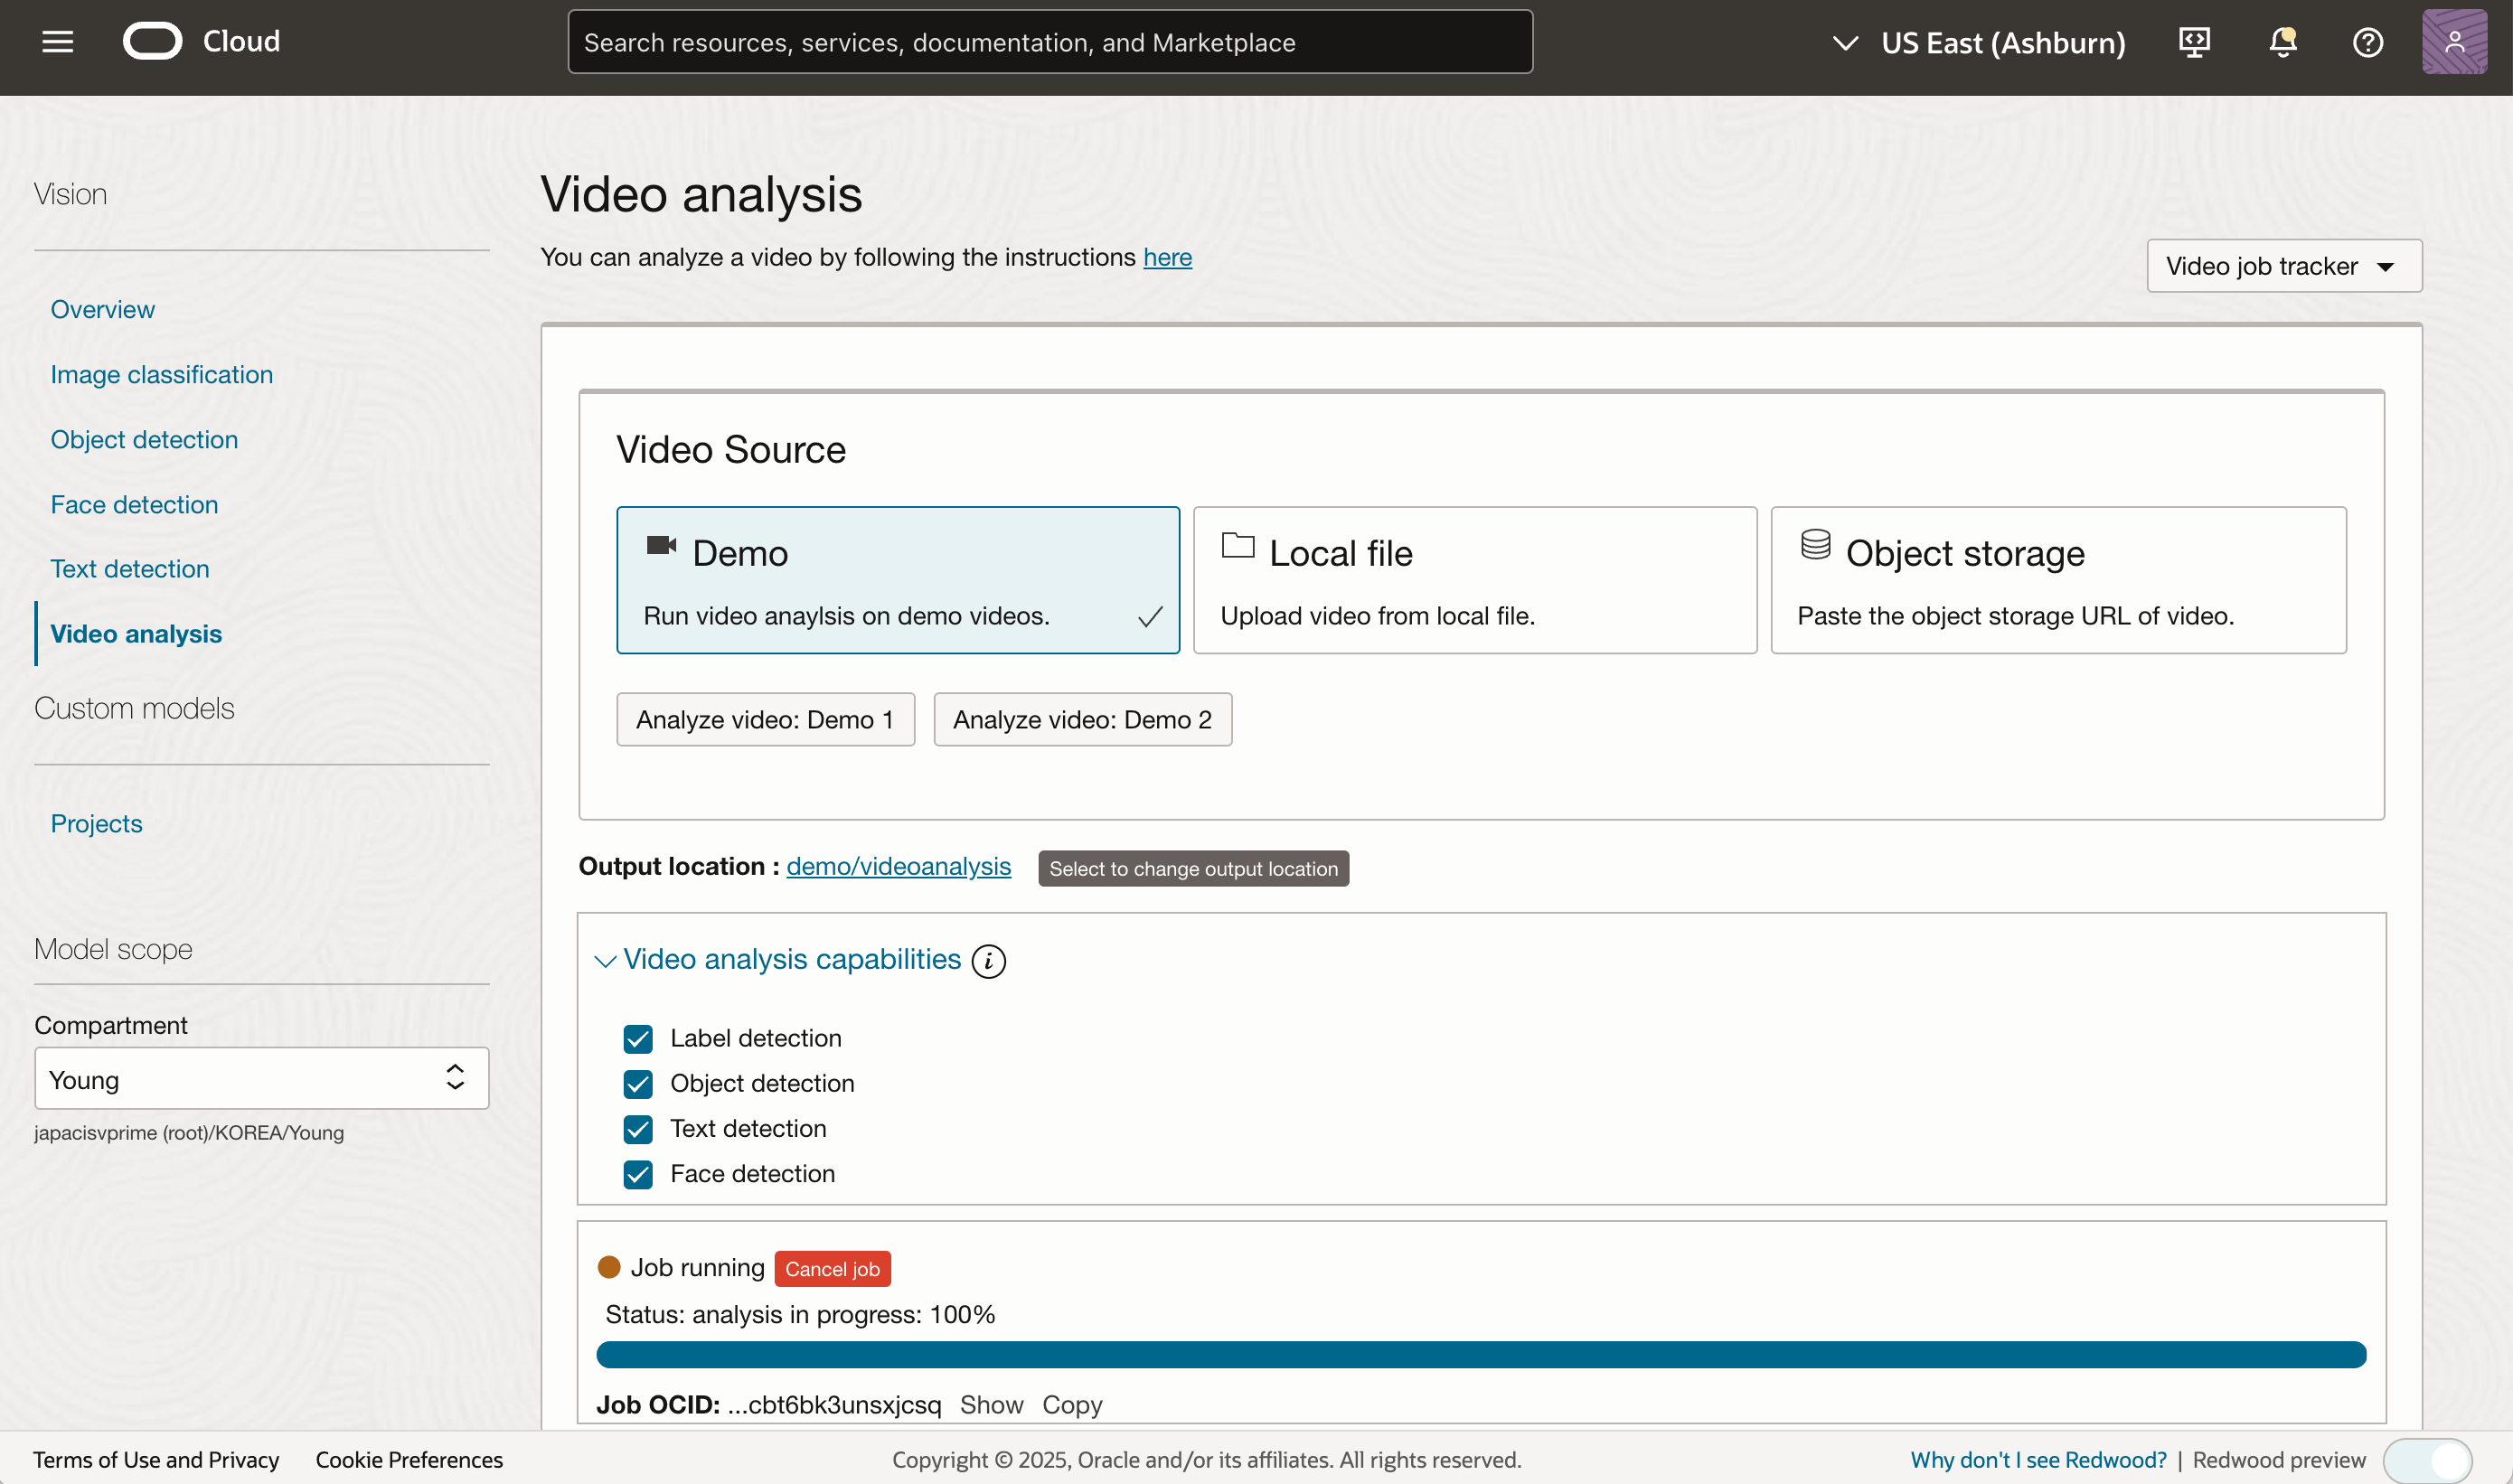 Cloud
Search resources, services, documentation, and Marketplace
US East (Ashburn)
Vision
Overview
Image classification
Object detection
Face detection
Text detection
Video analysis
Custom models
Projects
Model scope
Compartment
Young
japacisvprime (root)/KOREA/Young
Video analysis
You can analyze a video by following the instructions here
Video job tracker
Video Source
Demo
Run video anaylsis on demo videos.
Local file
Upload video from local file.
Object storage
Paste the object storage URL of video.
Analyze video: Demo 1
Analyze video: Demo 2
Output location : demo/videoanalysis Select to change output location
Video analysis capabilities
Label detection
Object detection
Text detection
Face detection
Job running Cancel job
Status: analysis in progress: 100%
Job OCID: ...cbt6bk3unsxjcsq Show Copy
Terms of Use and Privacy Cookie Preferences
Copyright © 2025, Oracle and/or its affiliates. All rights reserved.
Why don't I see Redwood? | Redwood preview